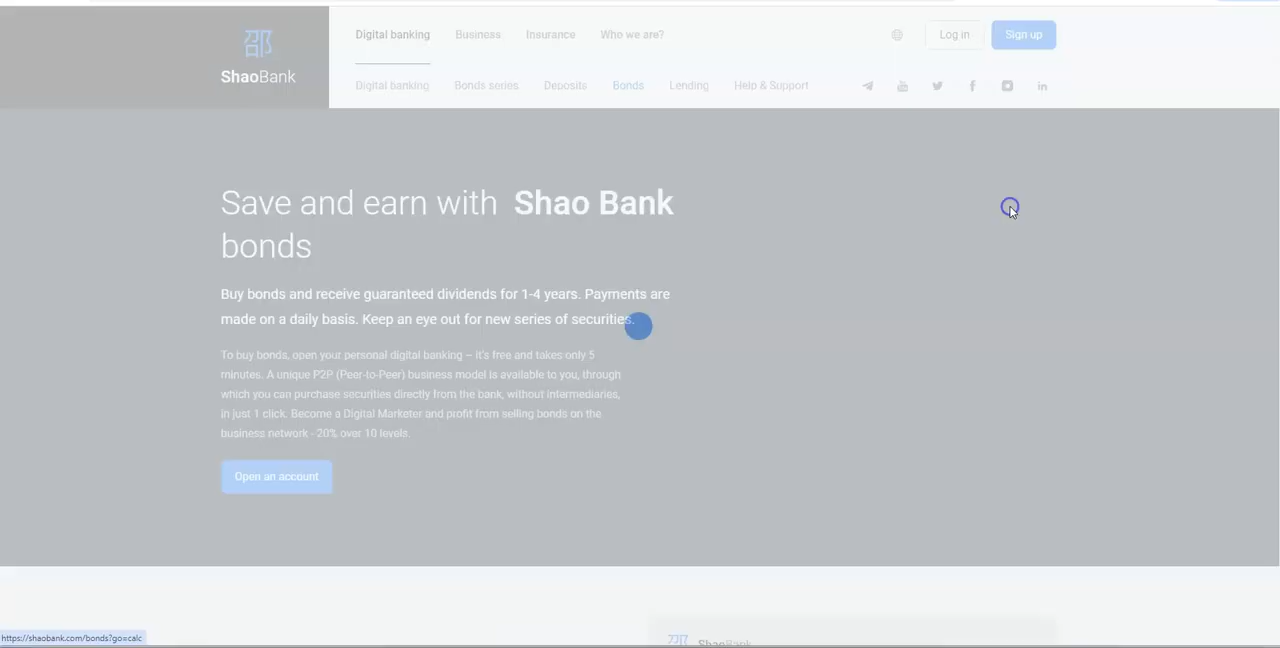 邵
ShaoBank
Digital banking Business Insurance Who we are?
Log in Sign up
Digital banking Bonds series Deposits Bonds Lending Help & Support
Save and earn with Shao Bank
bonds
Buy bonds and receive guaranteed dividends for 1-4 years. Payments are
made on a daily basis. Keep an eye out for new series of securities.
To buy bonds, open your personal digital banking – it's free and takes only 5
minutes. A unique P2P (Peer-to-Peer) business model is available to you, through
which you can purchase securities directly from the bank, without intermediaries,
in just 1 click. Become a Digital Marketer and profit from selling bonds on the
business network - 20% over 10 levels.
Open an account
邵 ShaoBank
https://shaobank.com/bonds?go=calc